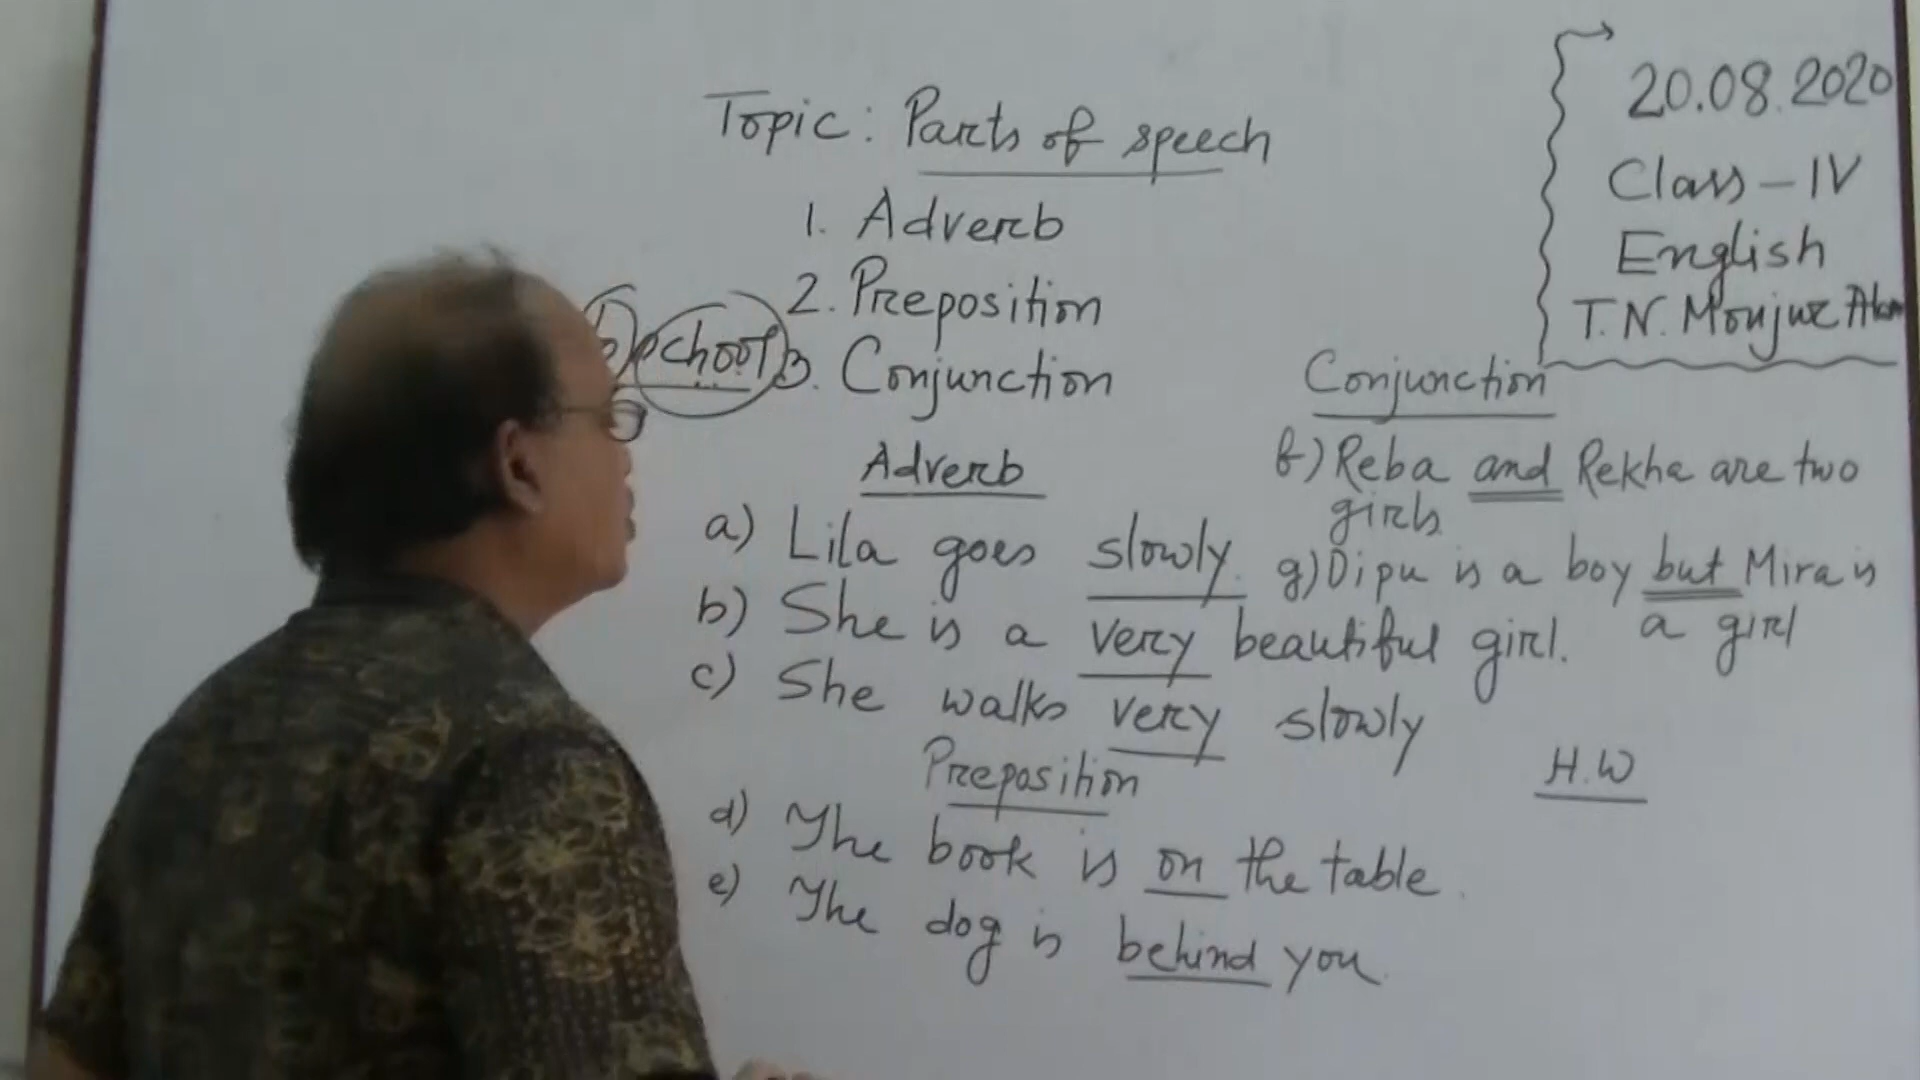 20.08.2020
Class - IV
English
T.N. Monjur Alam
Topic: Parts of speech
1. Adverb
2. Preposition
3. Conjunction
school
Adverb
a) Lila goes slowly.
b) She is a very beautiful girl.
c) She walks very slowly
Preposition
d) The book is on the table.
e) The dog is behind you.
Conjunction
f) Reba and Rekha are two
girls
g) Dipu is a boy but Mira is
a girl
H.W